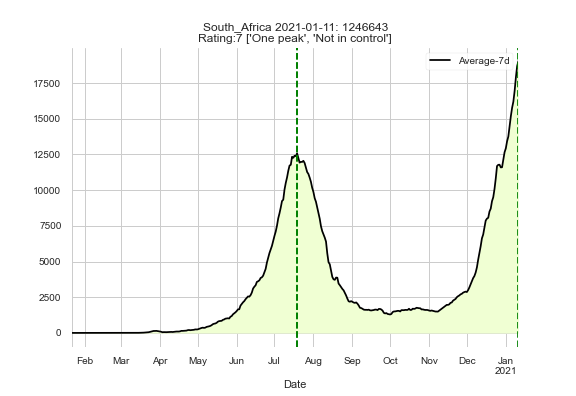 South_Africa 2021-01-11: 1246643
Rating:7 ['One peak', 'Not in control']
Average-7d
17500
15000
12500
10000
7500
5000
2500
0
Feb Mar Apr May Jun Jul Aug Sep Oct Nov Dec Jan
2021
Date